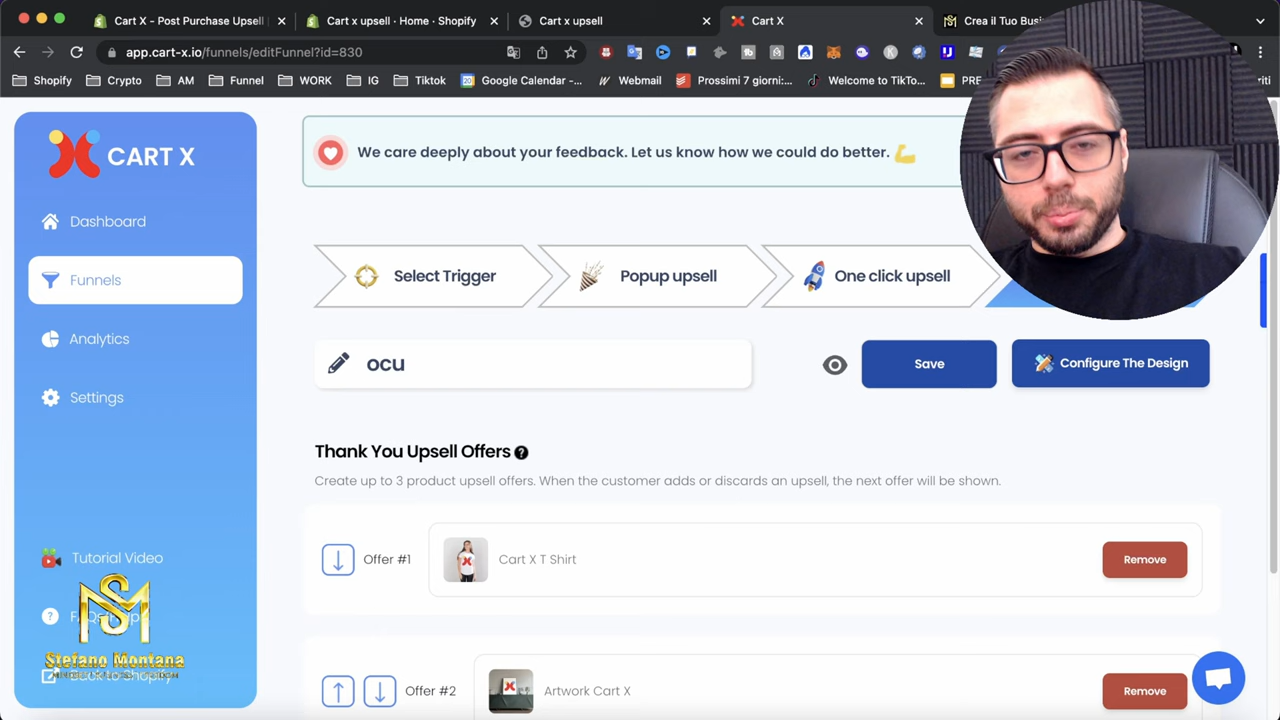 Cart X - Post Purchase Upsell
Cart x upsell · Home · Shopify
Cart x upsell
Cart X
Crea il Tuo Busi
app.cart-x.io/funnels/editFunnel?id=830
Shopify
Crypto
AM
Funnel
WORK
IG
Tiktok
Google Calendar -...
Webmail
Prossimi 7 giorni:...
Welcome to TikTo...
PRE
riti
CART X
We care deeply about your feedback. Let us know how we could do better.
Dashboard
Funnels
Analytics
Settings
Select Trigger
Popup upsell
One click upsell
ocu
Save
Configure The Design
Thank You Upsell Offers
Create up to 3 product upsell offers. When the customer adds or discards an upsell, the next offer will be shown.
Offer #1
Cart X T Shirt
Remove
Offer #2
Artwork Cart X
Remove
Tutorial Video
Stefano Montana
Back to Shopify